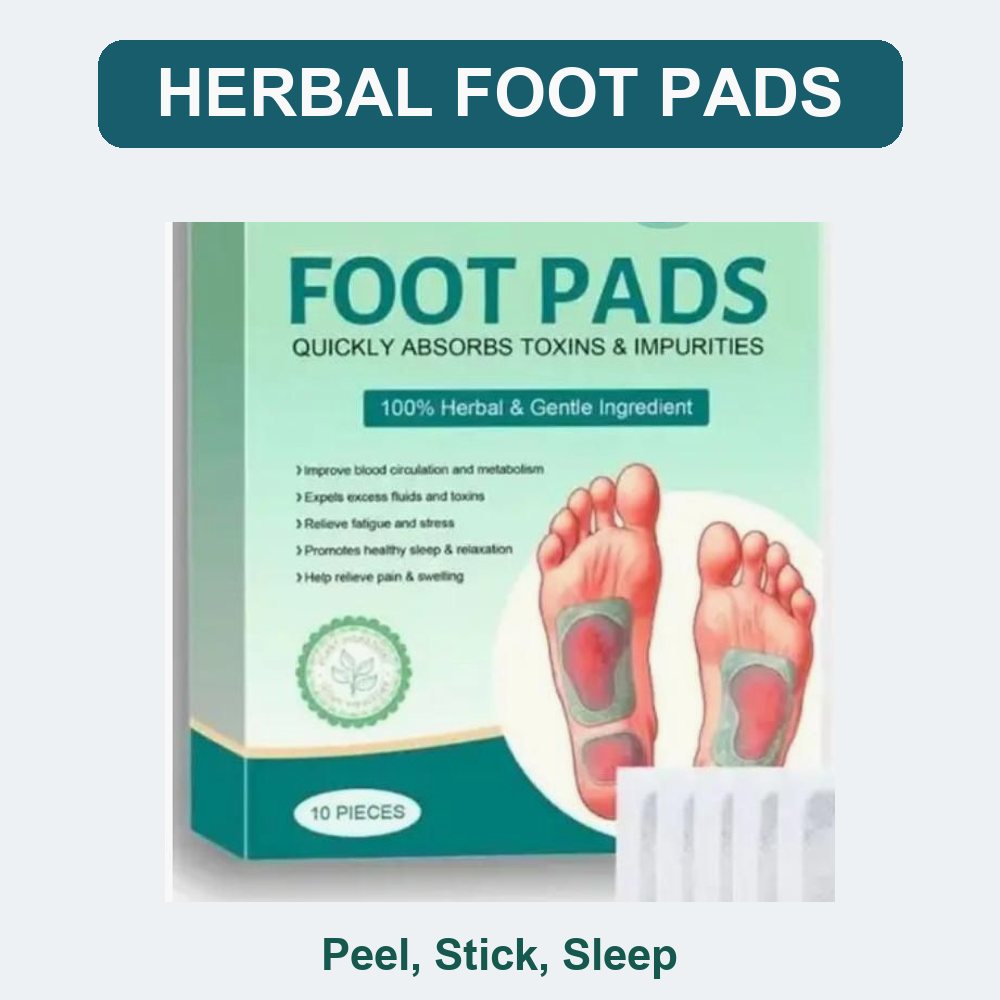 HERBAL FOOT PADS
FOOT PADS
QUICKLY ABSORBS TOXINS & IMPURITIES
100% Herbal & Gentle Ingredient
Improve blood circulation and metabolism
Expels excess fluids and toxins
Relieve fatigue and stress
Promotes healthy sleep & relaxation
Help relieve pain & swelling
10 PIECES
Peel, Stick, Sleep